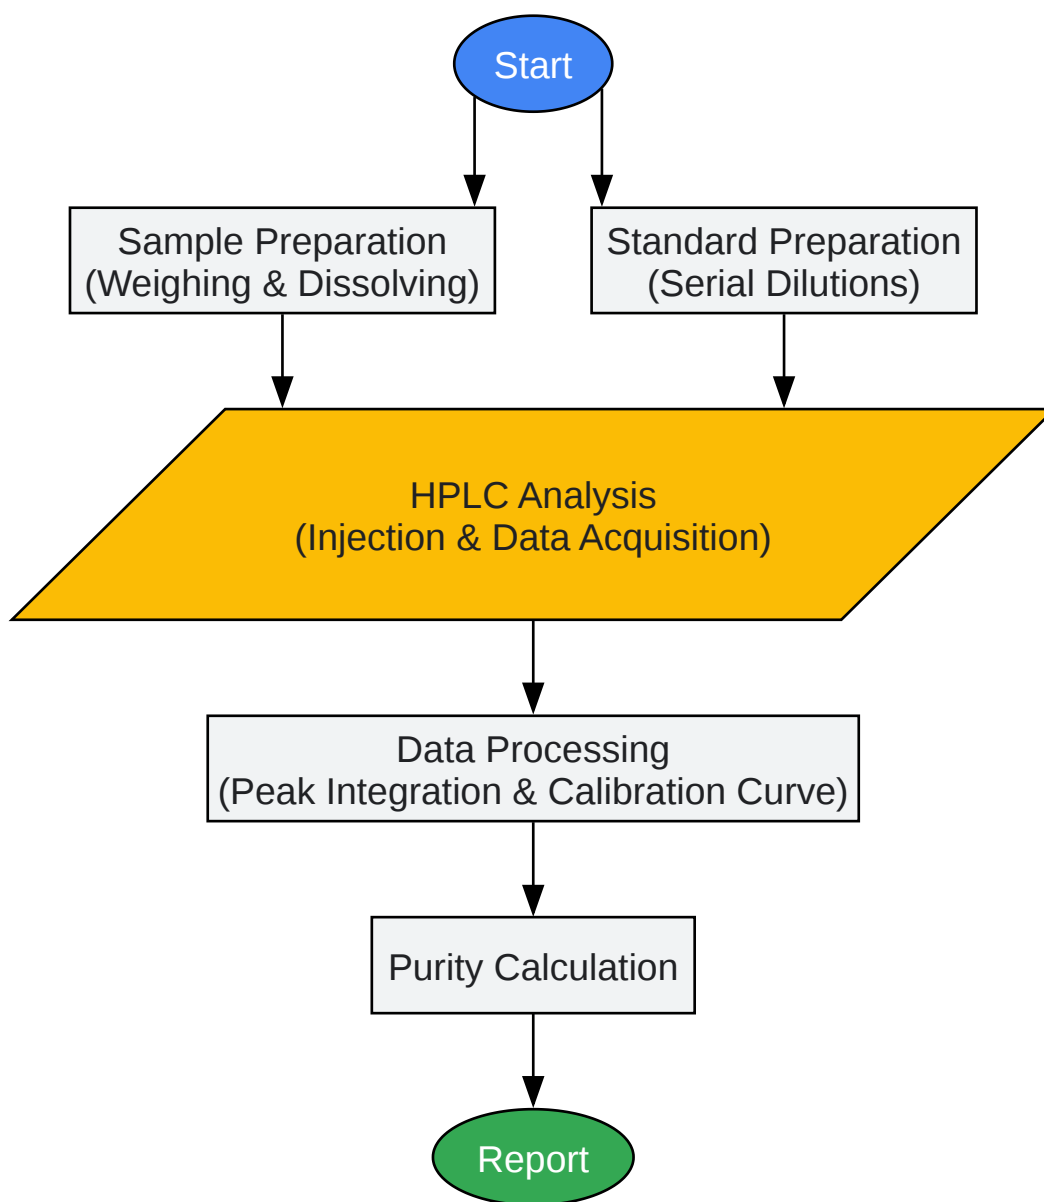 Start
Sample Preparation
(Weighing & Dissolving)
Standard Preparation
(Serial Dilutions)
HPLC Analysis
(Injection & Data Acquisition)
Data Processing
(Peak Integration & Calibration Curve)
Purity Calculation
Report